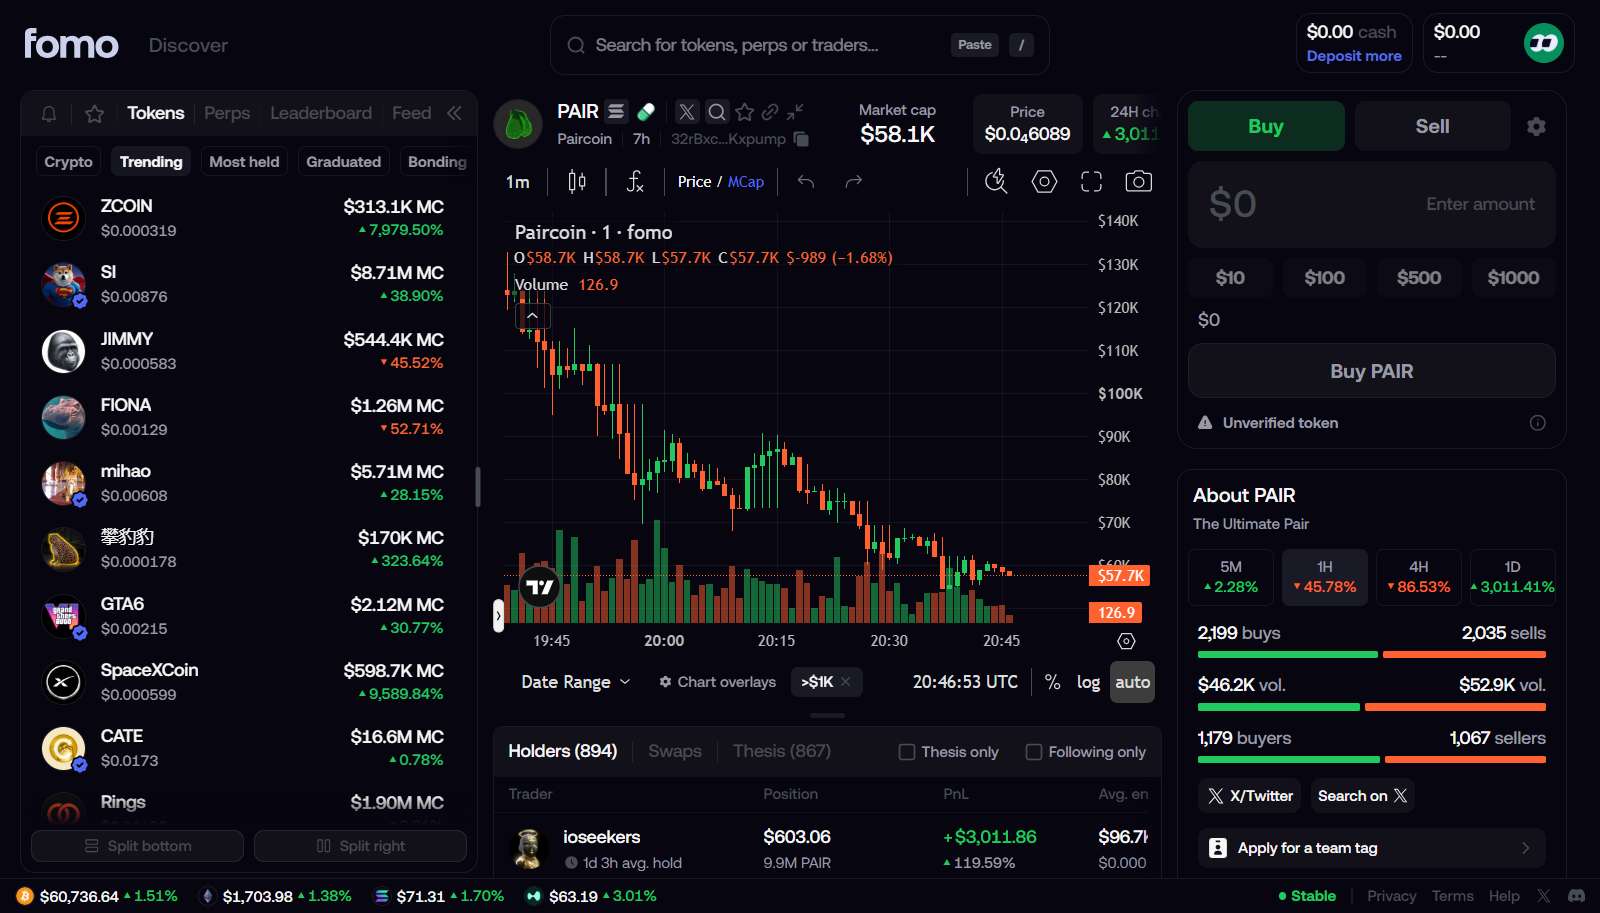 fomo
Discover
Search for tokens, perps or traders...
Paste
/
$0.00 cash
Deposit more
$0.00
--
Tokens
Perps
Leaderboard
Feed
Crypto
Trending
Most held
Graduated
Bonding
ZCOIN
$0.000319
$313.1K MC
7,979.50%
SI
$0.00876
$8.71M MC
38.90%
JIMMY
$0.000583
$544.4K MC
45.52%
FIONA
$0.00129
$1.26M MC
52.71%
mihao
$0.00608
$5.71M MC
28.15%
攀豹豹
$0.000178
$170K MC
323.64%
GTA6
$0.00215
$2.12M MC
30.77%
SpaceXCoin
$0.000599
$598.7K MC
9,589.84%
CATE
$0.0173
$16.6M MC
0.78%
Rings
$1.90M MC
Split bottom
Split right
PAIR
Paircoin
7h
32rBxc...Kxpump
Market cap
$58.1K
Price
$0.0₄6089
24H ch
3,011
1m
Price / MCap
Paircoin · 1 · fomo
O$58.7K H$58.7K L$57.7K C$57.7K $-989 (−1.68%)
Volume 126.9
$140K
$130K
$120K
$110K
$100K
$90K
$80K
$70K
$60K
$57.7K
126.9
19:45
20:00
20:15
20:30
20:45
Date Range
Chart overlays
>$1K
20:46:53 UTC
%
log
auto
Holders (894)
Swaps
Thesis (867)
Thesis only
Following only
Trader
Position
PnL
Avg. en
ioseekers
1d 3h avg. hold
$603.06
9.9M PAIR
+$3,011.86
119.59%
$96.7
$0.000
Buy
Sell
$0
Enter amount
$10
$100
$500
$1000
$0
Buy PAIR
Unverified token
About PAIR
The Ultimate Pair
5M
2.28%
1H
45.78%
4H
86.53%
1D
3,011.41%
2,199 buys
2,035 sells
$46.2K vol.
$52.9K vol.
1,179 buyers
1,067 sellers
X/Twitter
Search on X
Apply for a team tag
$60,736.64 1.51%
$1,703.98 1.38%
$71.31 1.70%
$63.19 3.01%
Stable
Privacy
Terms
Help